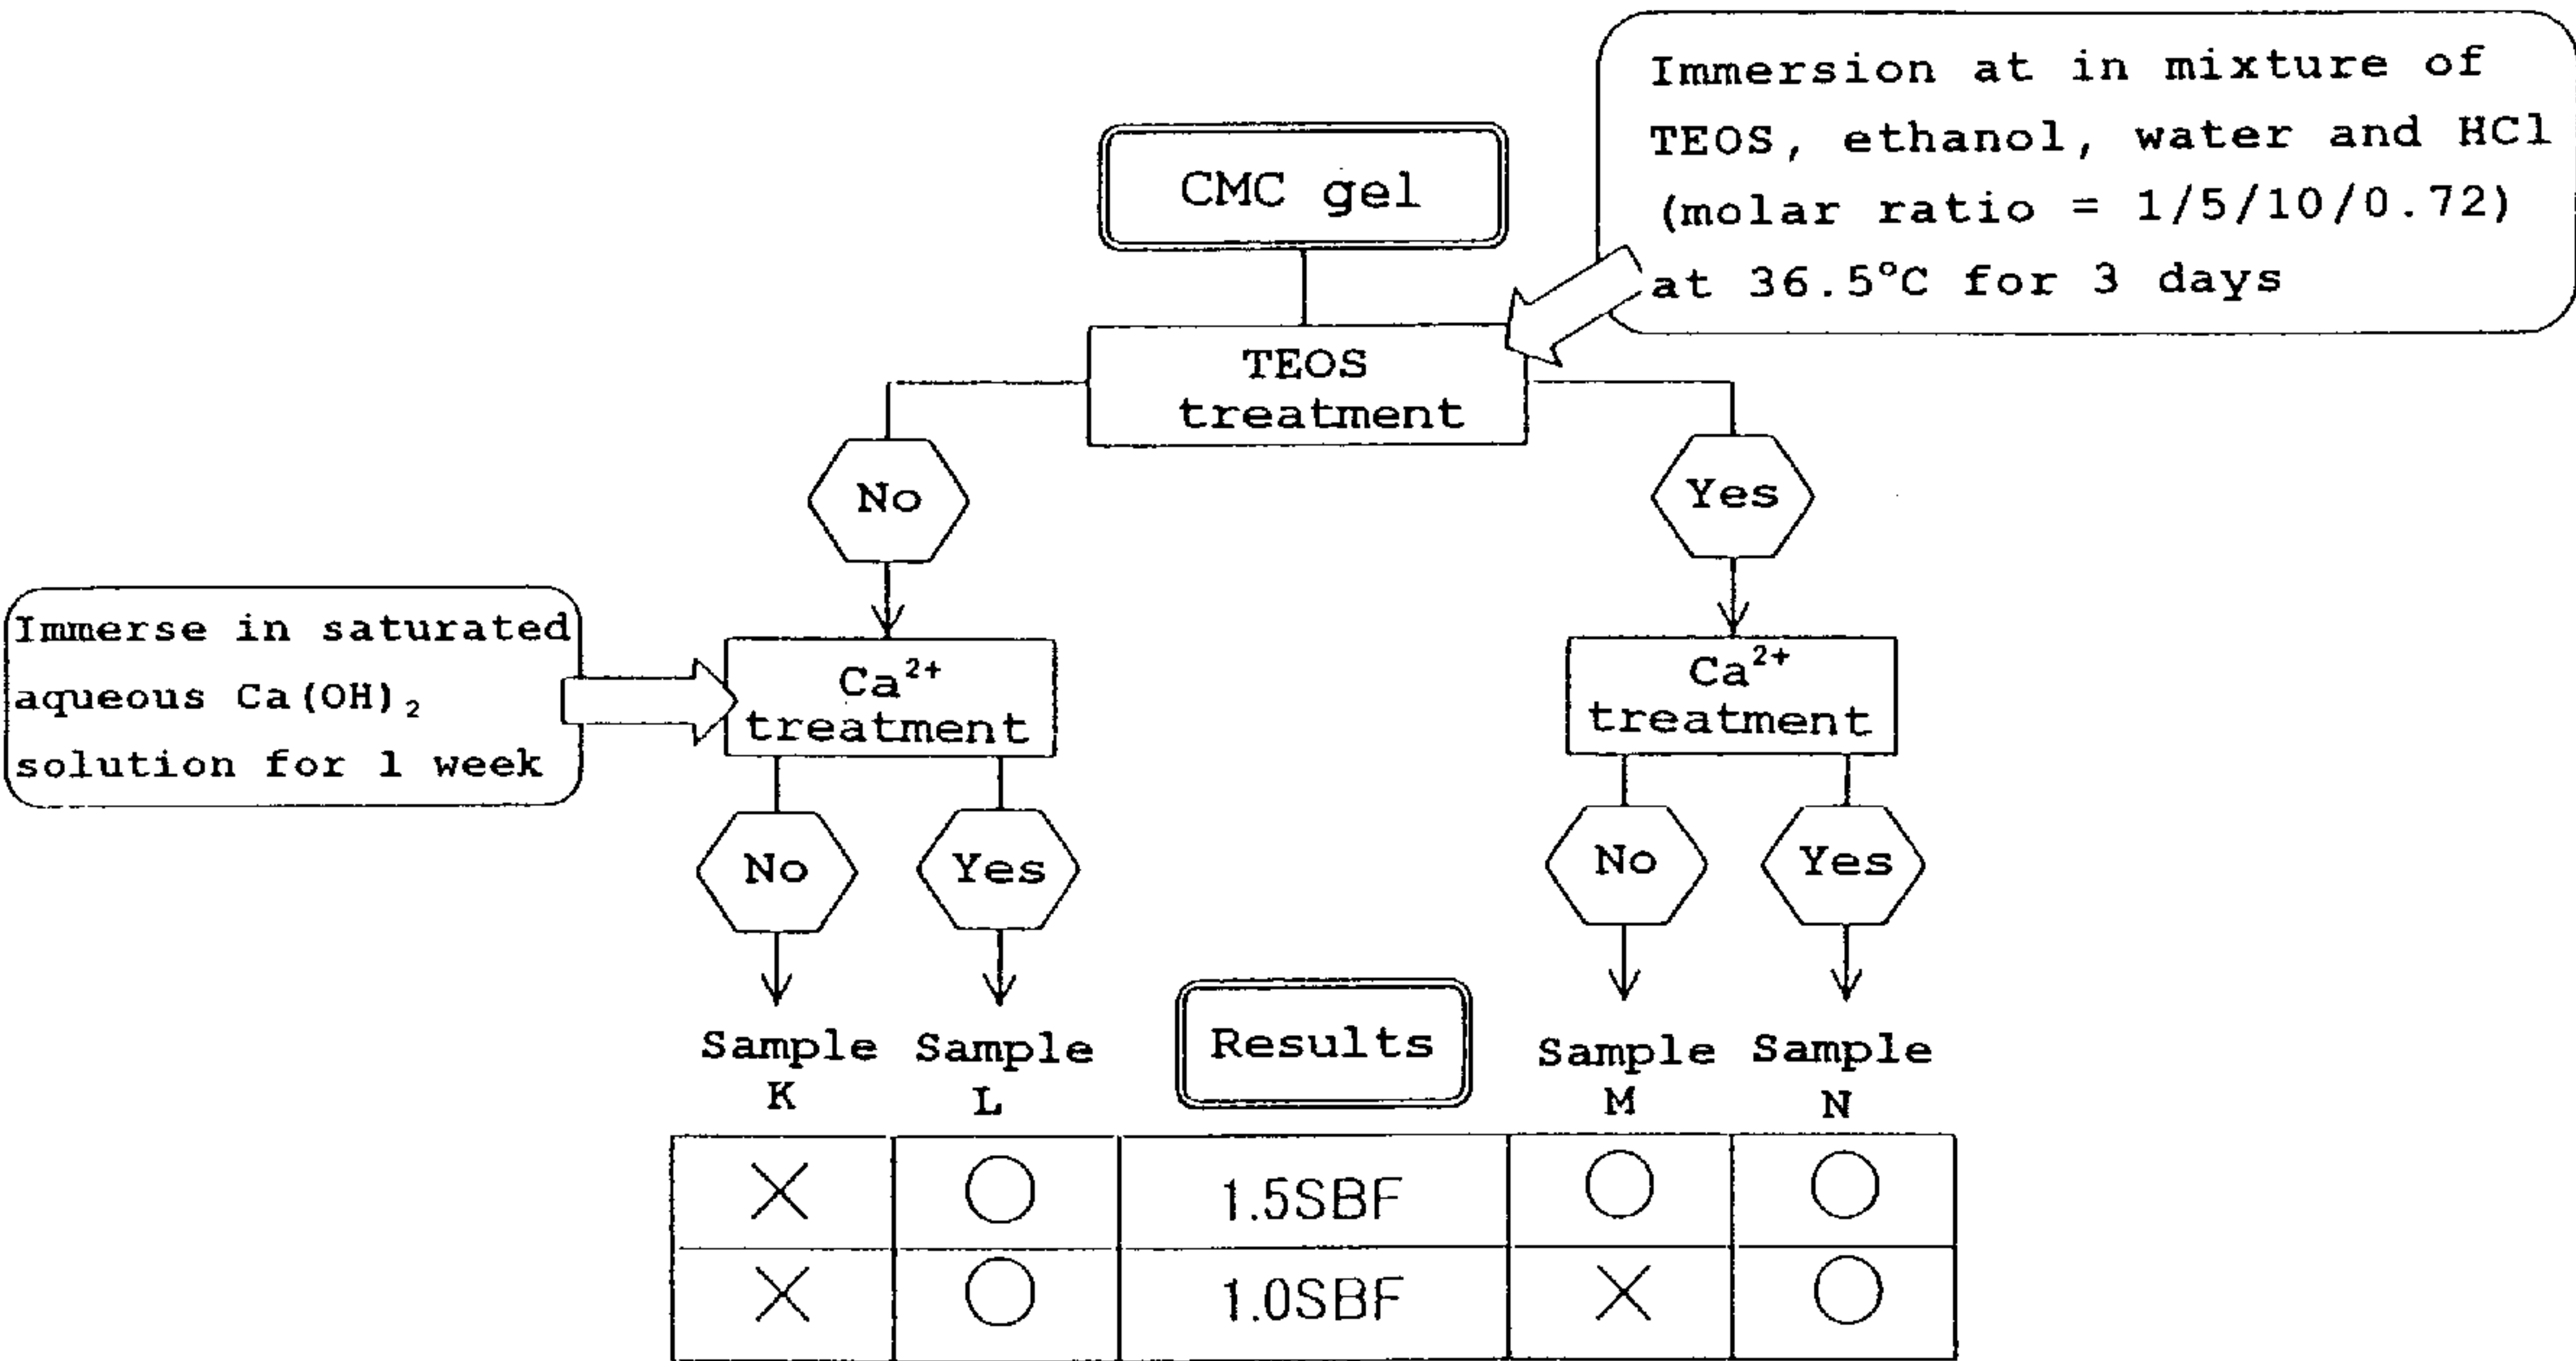 Immersion at in mixture of
TEOS, ethanol, water and HCl
(molar ratio = 1/5/10/0.72)
at 36.5°C for 3 days
CMC gel
TEOS
treatment
No
Yes
Immerse in saturated
aqueous Ca(OH)₂
solution for 1 week
Ca²⁺
treatment
Ca²⁺
treatment
No
Yes
No
Yes
Sample
K
Sample
L
Results
Sample
M
Sample
N
× ○ 1.5SBF ○ ○
× ○ 1.0SBF × ○